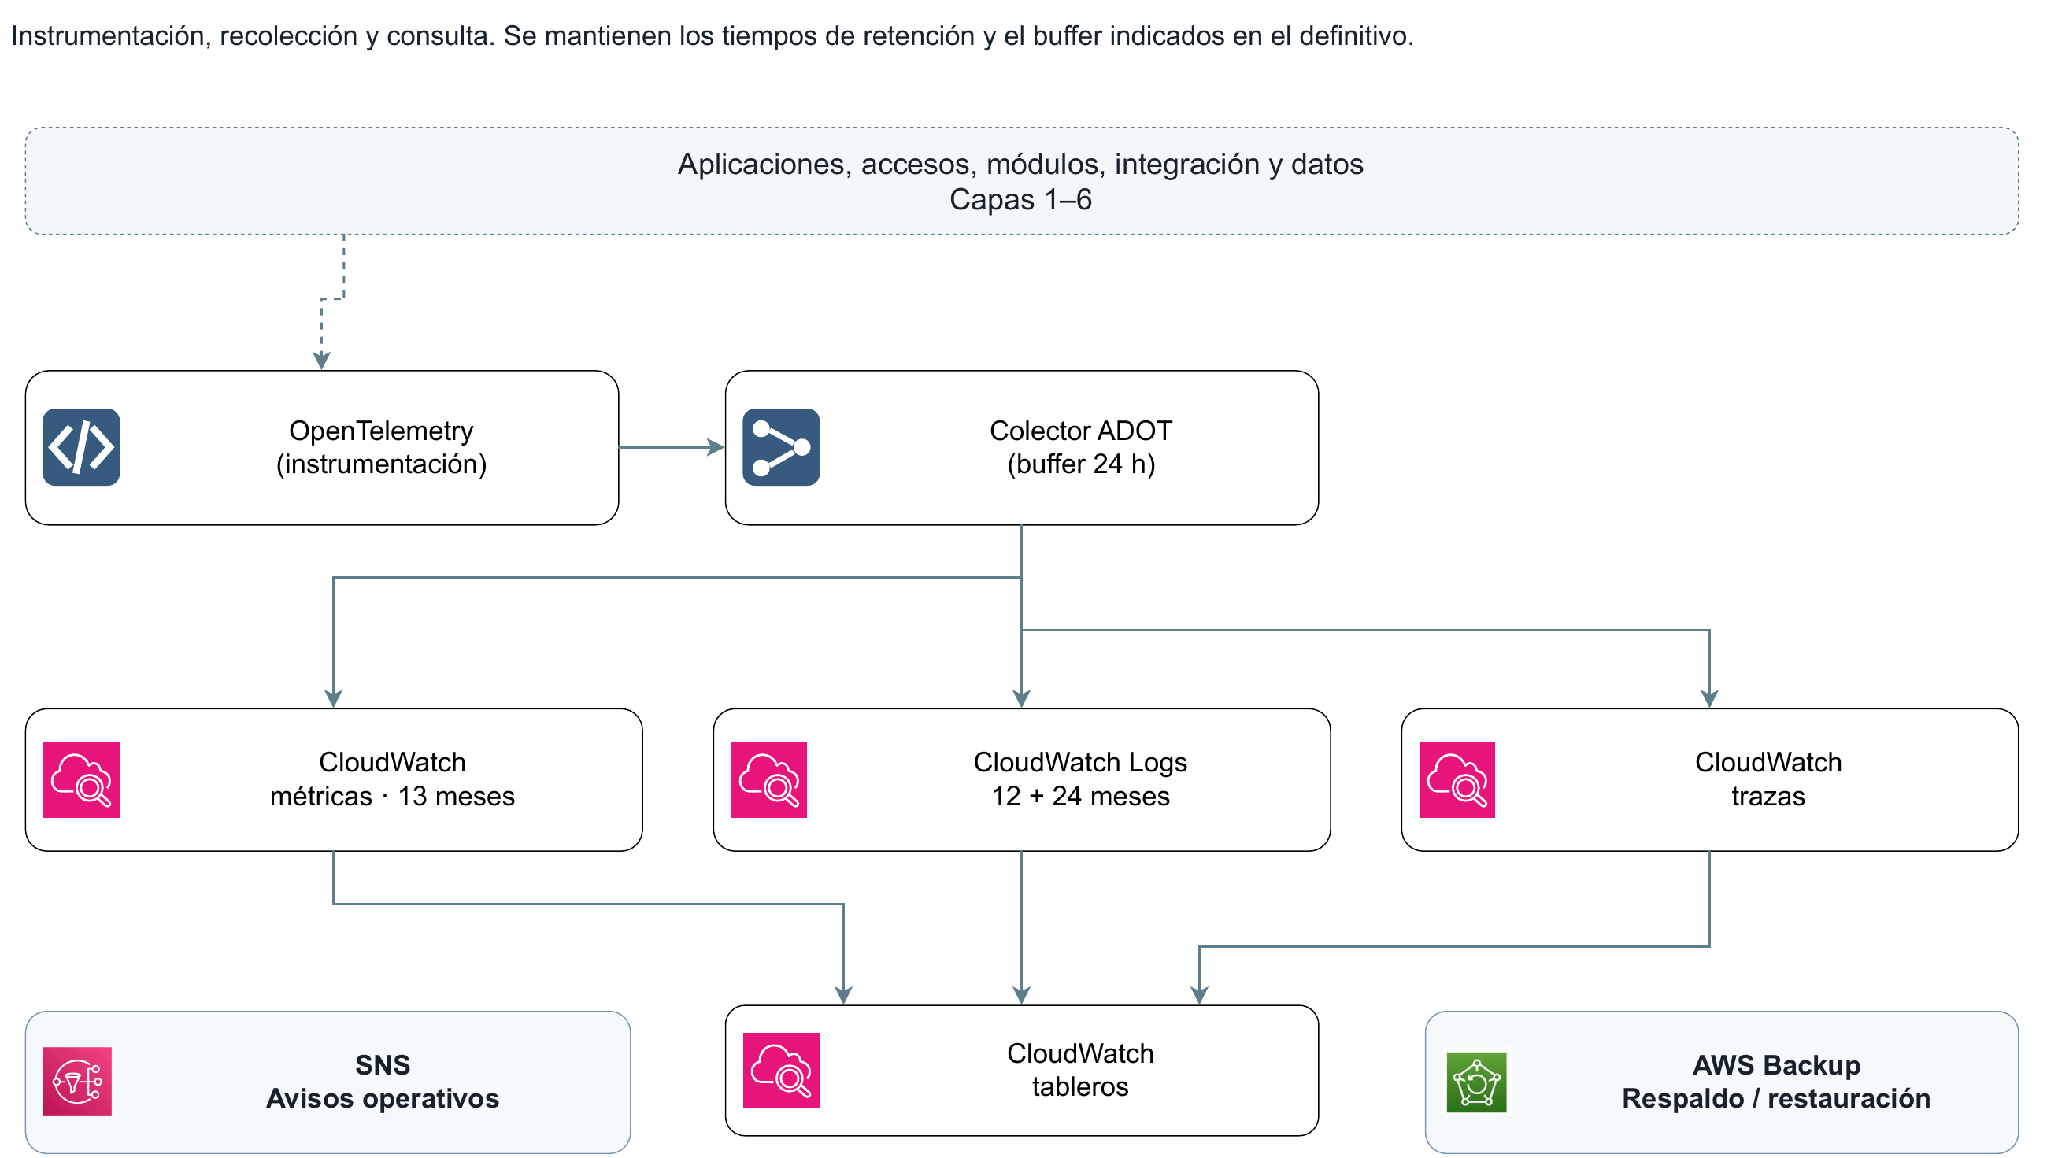 Instrumentación, recolección y consulta. Se mantienen los tiempos de retención y el buffer indicados en el definitivo.
Aplicaciones, accesos, módulos, integración y datos
Capas 1–6
OpenTelemetry
(instrumentación)
Colector ADOT
(buffer 24 h)
CloudWatch
métricas · 13 meses
CloudWatch Logs
12 + 24 meses
CloudWatch
trazas
SNS
Avisos operativos
CloudWatch
tableros
AWS Backup
Respaldo / restauración